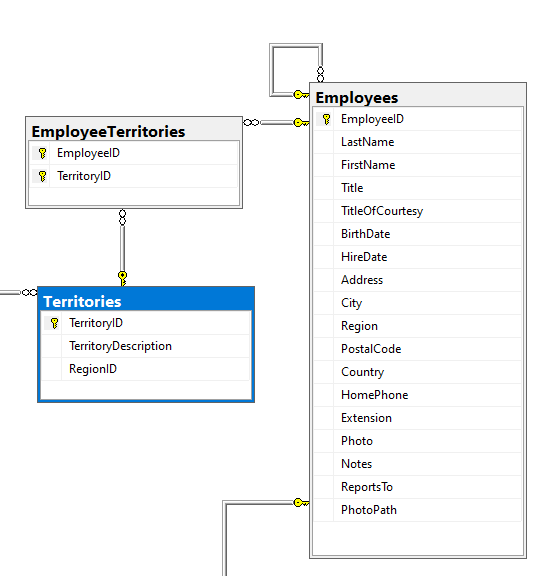 EmployeeTerritories
EmployeeID
TerritoryID
Territories
TerritoryID
TerritoryDescription
RegionID
Employees
EmployeeID
LastName
FirstName
Title
TitleOfCourtesy
BirthDate
HireDate
Address
City
Region
PostalCode
Country
HomePhone
Extension
Photo
Notes
ReportsTo
PhotoPath